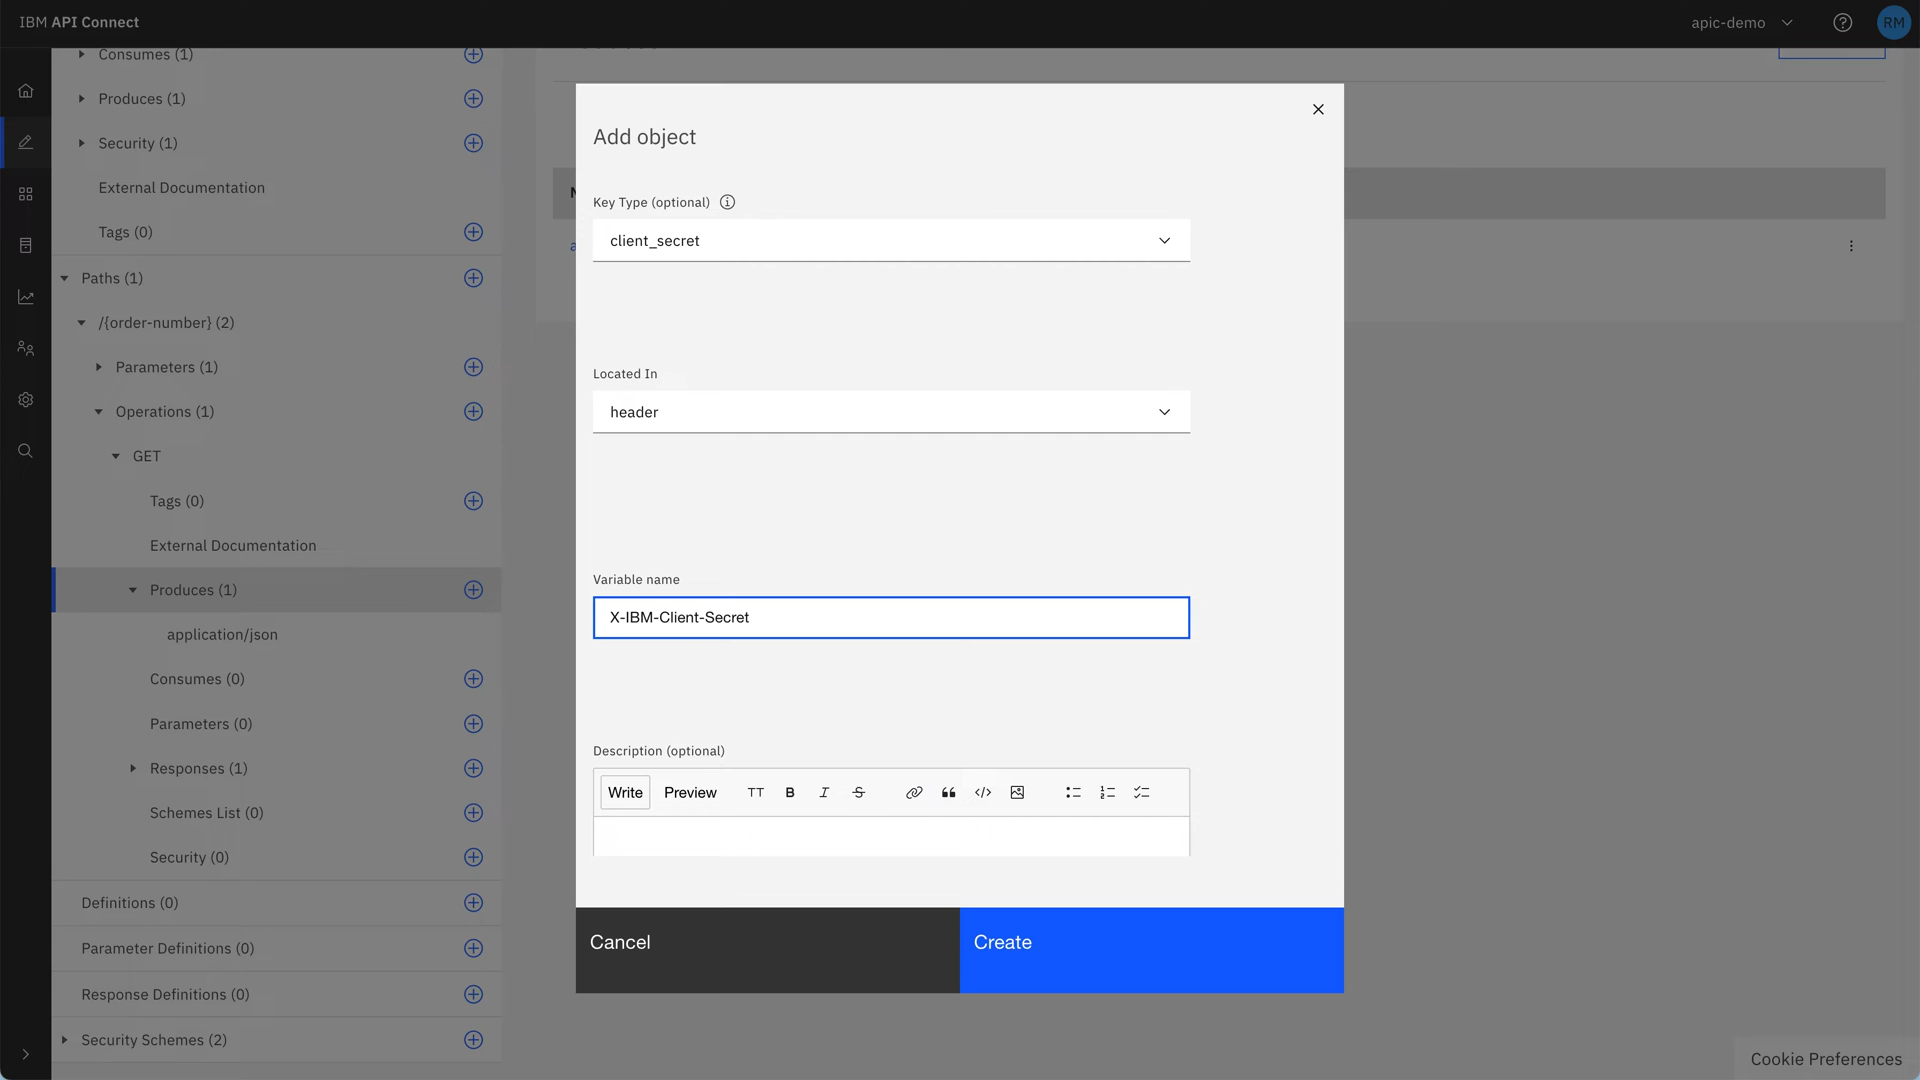 IBM API Connect
apic-demo
RM
Consumes (1)
Produces (1)
Security (1)
External Documentation
Tags (0)
Paths (1)
/{order-number} (2)
Parameters (1)
Operations (1)
GET
Tags (0)
External Documentation
Produces (1)
application/json
Consumes (0)
Parameters (0)
Responses (1)
Schemes List (0)
Security (0)
Definitions (0)
Parameter Definitions (0)
Response Definitions (0)
Security Schemes (2)
Add object
Key Type (optional)
client_secret
Located In
header
Variable name
X-IBM-Client-Secret
Description (optional)
Write Preview TT B I S
Cancel
Create
Cookie Preferences